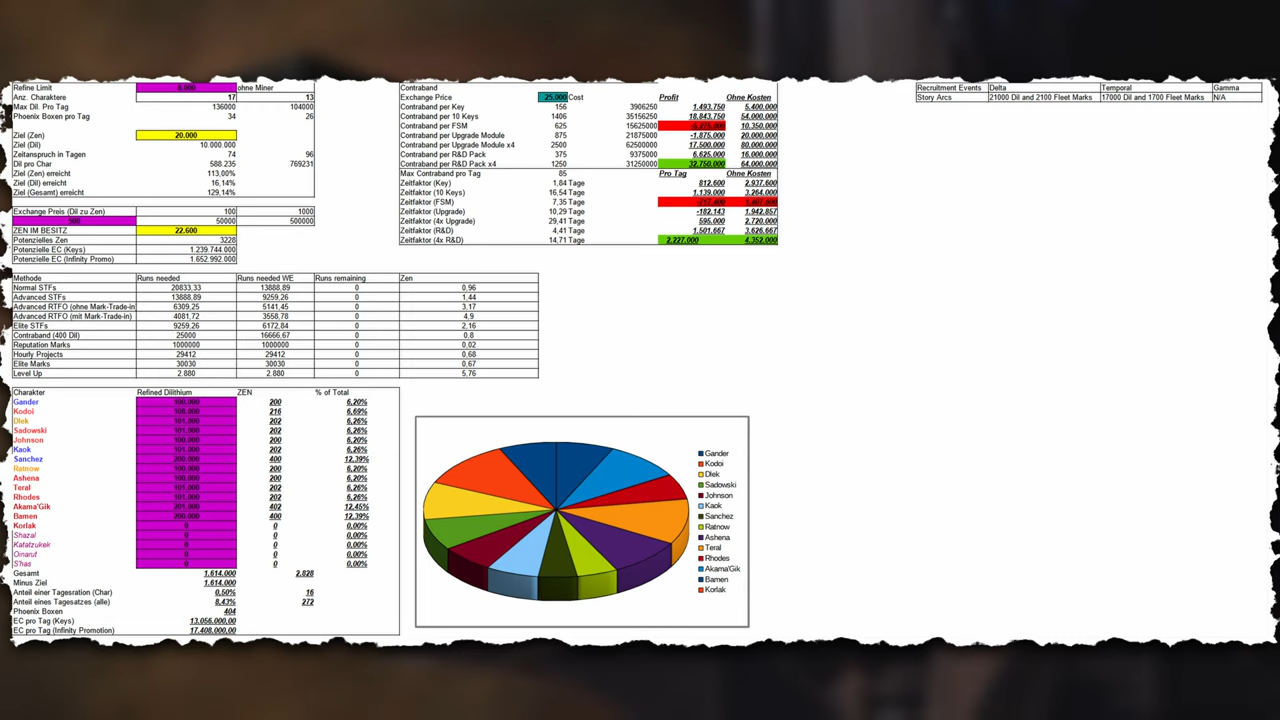 Refine Limit 8.000 ohne Miner
Anz. Charaktere 17 13
Max Dil. Pro Tag 136000 104000
Phoenix Boxen pro Tag 34 26
Ziel (Zen) 20.000
Ziel (Dil) 10.000.000
Zeitanspruch in Tagen 74 96
Dil pro Char 588.235 769231
Ziel (Zen) erreicht 113,00%
Ziel (Dil) erreicht 16,14%
Ziel (Gesamt) erreicht 129,14%
Exchange Preis (Dil zu Zen) 100 1000
500 50000 500000
ZEN IM BESITZ 22.600
Potenzielles Zen 3228
Potenzielle EC (Keys) 1.239.744.000
Potenzielle EC (Infinity Promo) 1.652.992.000
Contraband
Exchange Price 25.000 Cost Profit Ohne Kosten
Contraband per Key 156 3906250 1.493.750 5.400.000
Contraband per 10 Keys 1406 35156250 18.843.750 54.000.000
Contraband per FSM 625 15625000 10.350.000
Contraband per Upgrade Module 875 21875000 -1.875.000 20.000.000
Contraband per Upgrade Module x4 2500 62500000 17.500.000 80.000.000
Contraband per R&D Pack 375 9375000 6.625.000 16.000.000
Contraband per R&D Pack x4 1250 31250000 32.750.000 64.000.000
Max Contraband pro Tag 85 Pro Tag Ohne Kosten
Zeitfaktor (Key) 1,84 Tage 812.600 2.937.600
Zeitfaktor (10 Keys) 16,54 Tage 1.139.000 3.264.000
Zeitfaktor (FSM) 7,35 Tage
Zeitfaktor (Upgrade) 10,29 Tage -182.143 1.942.857
Zeitfaktor (4x Upgrade) 29,41 Tage 595.000 2.720.000
Zeitfaktor (R&D) 4,41 Tage 1.501.667 3.626.667
Zeitfaktor (4x R&D) 14,71 Tage 2.227.000 4.352.000
Recruitment Events Delta Temporal Gamma
Story Arcs 21000 Dil and 2100 Fleet Marks 17000 Dil and 1700 Fleet Marks N/A
Methode Runs needed Runs needed WE Runs remaining Zen
Normal STFs 20833,33 13888,89 0 0,96
Advanced STFs 13888,89 9259,26 0 1,44
Advanced RTFO (ohne Mark-Trade-in) 6309,25 5141,45 0 3,17
Advanced RTFO (mit Mark-Trade-in) 4081,72 3558,78 0 4,9
Elite STFs 9259,26 6172,84 0 2,16
Contraband (400 Dil) 25000 16666,67 0 0,8
Reputation Marks 1000000 1000000 0 0,02
Hourly Projects 29412 29412 0 0,68
Elite Marks 30030 30030 0 0,67
Level Up 2.880 2.880 0 5,76
Charakter Refined Dilithium ZEN % of Total
Gander 100.000 200 6,20%
Kodoi 108.000 216 6,69%
Dlek 101.000 202 6,26%
Sadowski 101.000 202 6,26%
Johnson 100.000 200 6,20%
Kaok 101.000 202 6,26%
Sanchez 200.000 400 12,39%
Ratnow 100.000 200 6,20%
Ashena 100.000 200 6,20%
Teral 101.000 202 6,26%
Rhodes 101.000 202 6,26%
Akama'Gik 201.000 402 12,45%
Bamen 200.000 400 12,39%
Korlak 0 0 0,00%
Shazal 0 0 0,00%
Katatzukek 0 0 0,00%
Oinarut 0 0 0,00%
S'has 0 0 0,00%
Gesamt 1.614.000 2.828
Minus Ziel 1.614.000
Anteil einer Tagesration (Char) 0,50% 16
Anteil eines Tagesatzes (alle) 8,43% 272
Phoenix Boxen 404
EC pro Tag (Keys) 13.056.000,00
EC pro Tag (Infinity Promotion) 17.408.000,00
Gander
Kodoi
Dlek
Sadowski
Johnson
Kaok
Sanchez
Ratnow
Ashena
Teral
Rhodes
Akama'Gik
Bamen
Korlak